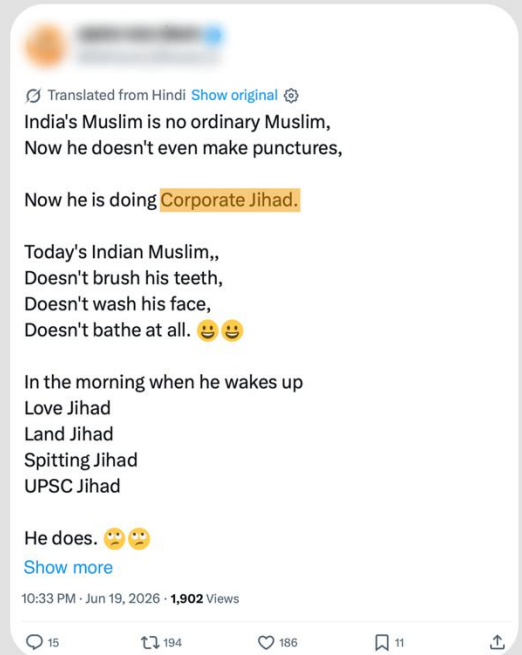 Translated from Hindi Show original
India's Muslim is no ordinary Muslim,
Now he doesn't even make punctures,
Now he is doing Corporate Jihad.
Today's Indian Muslim,,
Doesn't brush his teeth,
Doesn't wash his face,
Doesn't bathe at all. 😀😀
In the morning when he wakes up
Love Jihad
Land Jihad
Spitting Jihad
UPSC Jihad
He does. 🙄🙄
Show more
10:33 PM · Jun 19, 2026 · 1,902 Views
15 194 186 11